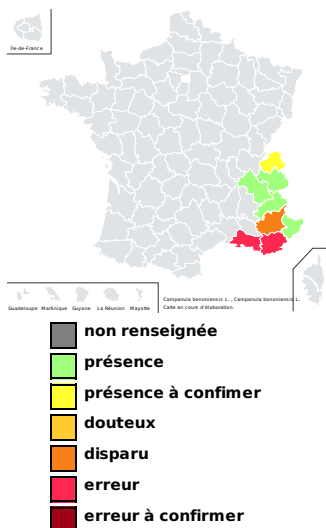 Île-de-France
Guadeloupe Martinique Guyane La Réunion Mayotte
Campanula bononiensis L. , Campanula bononiensis L.
Carte en cours d'élaboration.
non renseignée
présence
présence à confimer
douteux
disparu
erreur
erreur à confirmer